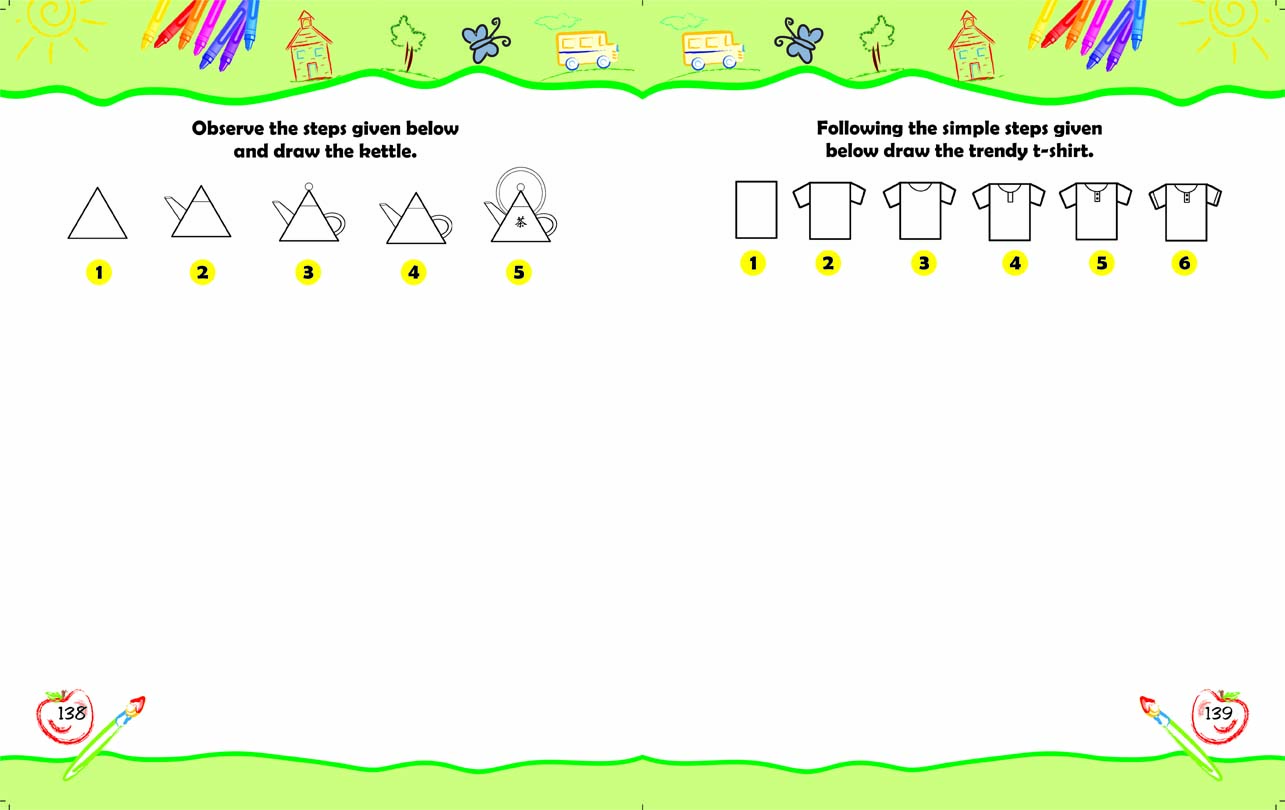 Observe the steps given below
and draw the kettle.
茶
1 2 3 4 5
138
Following the simple steps given
below draw the trendy t-shirt.
1 2 3 4 5 6
139